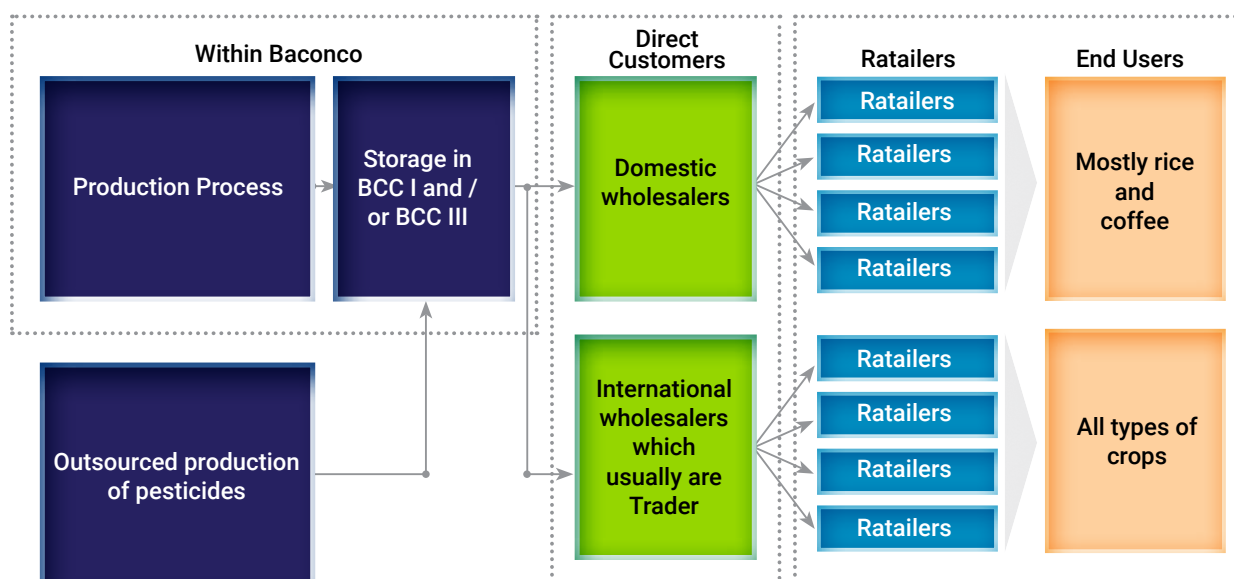 Within Baconco
Direct
Customers
Ratailers
End Users
Production Process
Storage in
BCC I and /
or BCC III
Domestic
wholesalers
Ratailers
Ratailers
Ratailers
Ratailers
Mostly rice
and
coffee
Outsourced production
of pesticides
International
wholesalers
which
usually are
Trader
Ratailers
Ratailers
Ratailers
Ratailers
All types of
crops